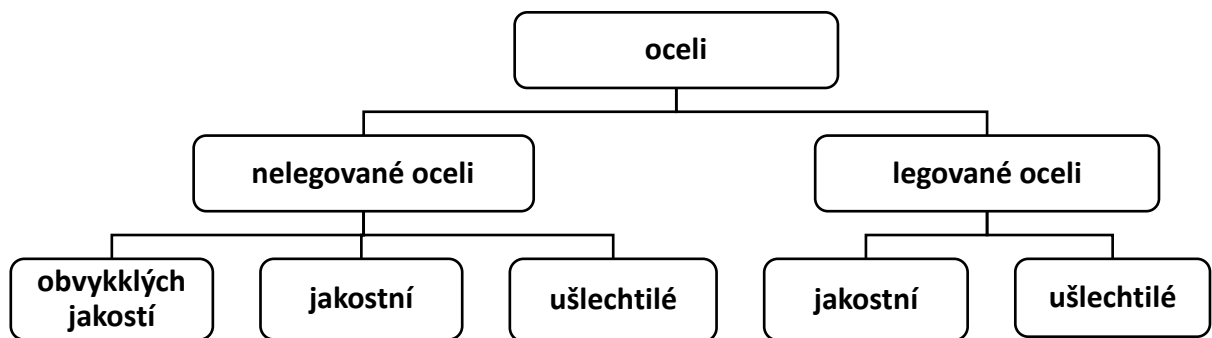 oceli
nelegované oceli
legované oceli
obvykklých
jakostí
jakostní
ušlechtilé
jakostní
ušlechtilé